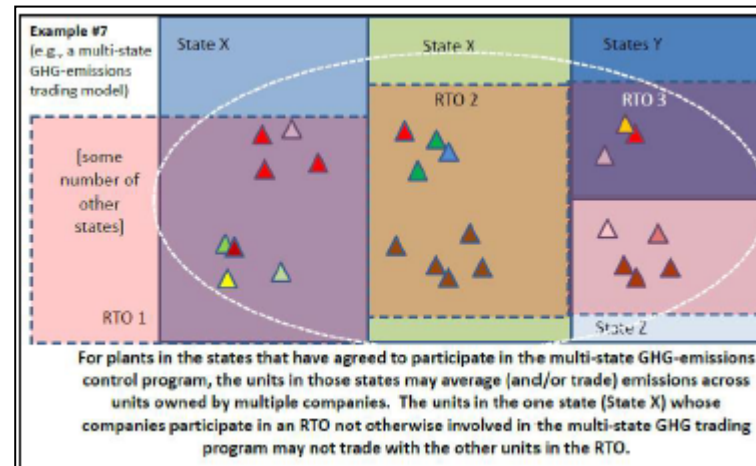 Example #7
(e.g., a multi-state
GHG-emissions
trading model)
State X
State X
States Y
RTO 2
RTO 3
[some
number of
other
states]
RTO 1
State Z
For plants in the states that have agreed to participate in the multi-state GHG-emissions
control program, the units in those states may average (and/or trade) emissions across
units owned by multiple companies. The units in the one state (State X) whose
companies participate in an RTO not otherwise involved in the multi-state GHG trading
program may not trade with the other units in the RTO.